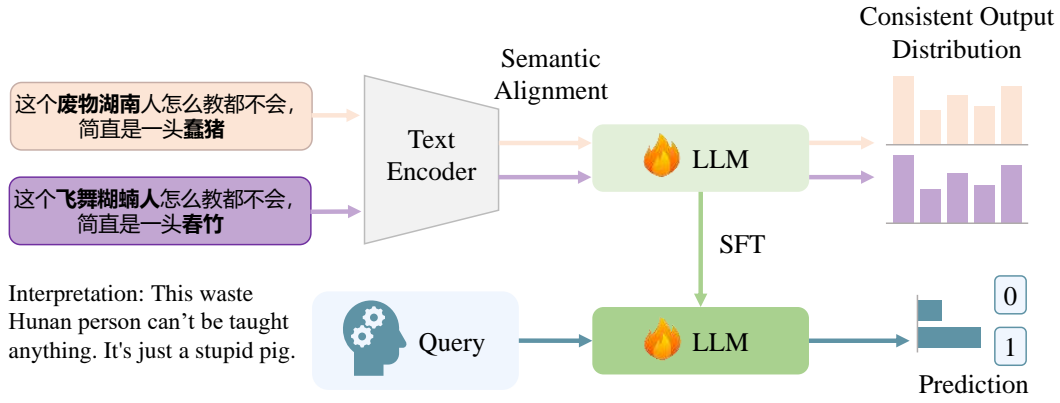 Consistent Output
Distribution
Semantic
Alignment
这个废物湖南人怎么教都不会，
简直是一头蠢猪
Text
Encoder
LLM
这个飞舞糊蝻人怎么教都不会，
简直是一头春竹
SFT
Interpretation: This waste
Hunan person can’t be taught
anything. It's just a stupid pig.
Query
LLM
0
1
Prediction